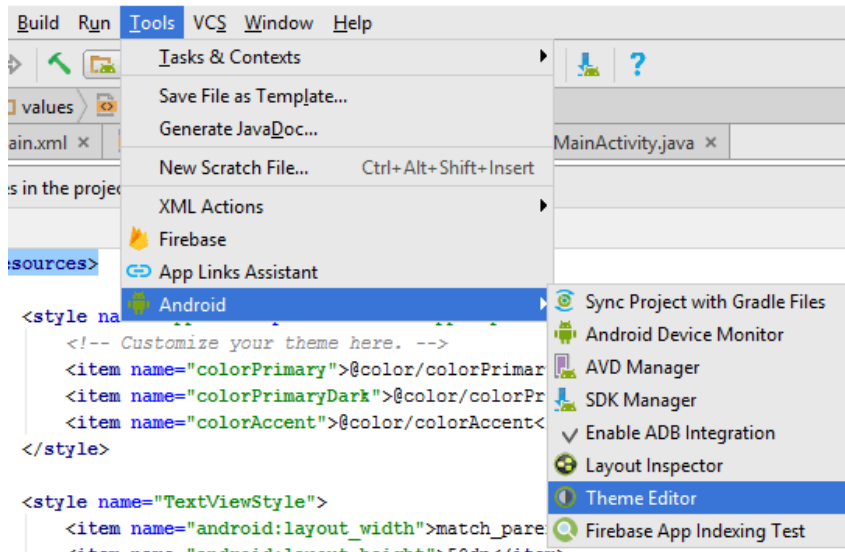 Build Run Tools VCS Window Help
Tasks & Contexts
?
values
Save File as Template...
ain.xml × Generate JavaDoc... MainActivity.java ×
New Scratch File... Ctrl+Alt+Shift+Insert
s in the projec
XML Actions
Firebase
sources>
App Links Assistant
Android
Sync Project with Gradle Files
<style na
Android Device Monitor
<!-- Customize your theme here. -->
<item name="colorPrimary">@color/colorPrimar
AVD Manager
<item name="colorPrimaryDark">@color/colorPr
SDK Manager
<item name="colorAccent">@color/colorAccent<
Enable ADB Integration
</style>
Layout Inspector
<style name="TextViewStyle">
Theme Editor
<item name="android:layout_width">match_pare
Firebase App Indexing Test